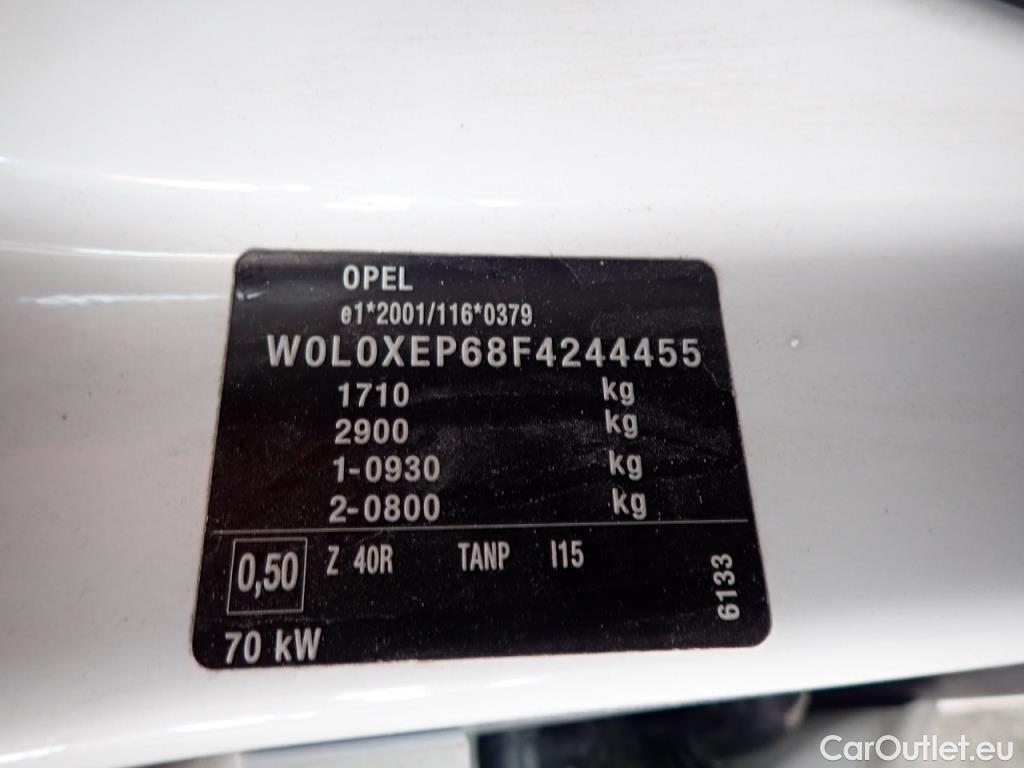 OPEL
e1*2001/116*0379
W0L0XEP68F4244455
1710 kg
2900 kg
1-0930 kg
2-0800 kg
0,50 Z 40R TANP I15
6133
70 kW
CarOutlet.eu